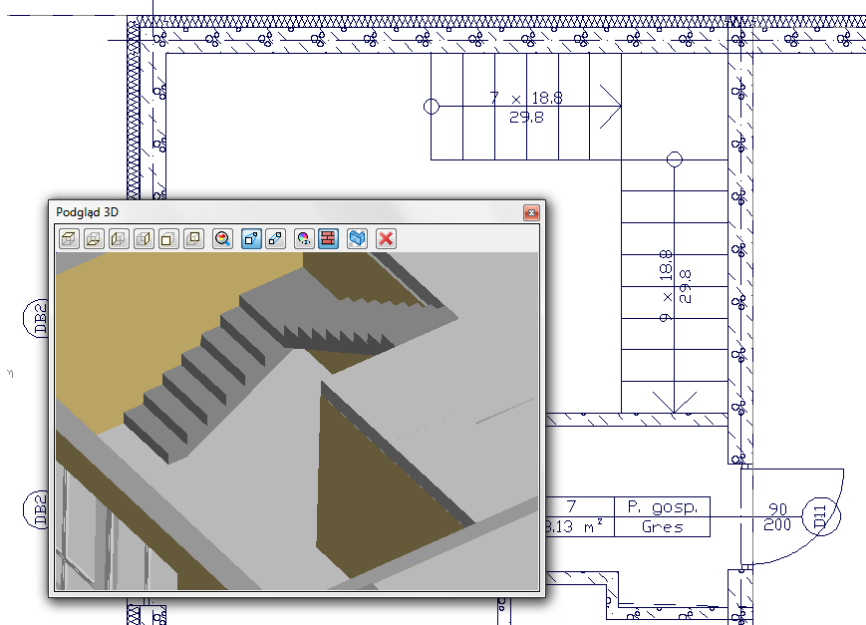 7 x 18.8
29.8
Podgląd 3D
9 x 18.8
29.8
DB2
DB2
7
P. gosp.
90
.13 m²
Gres
200
D11